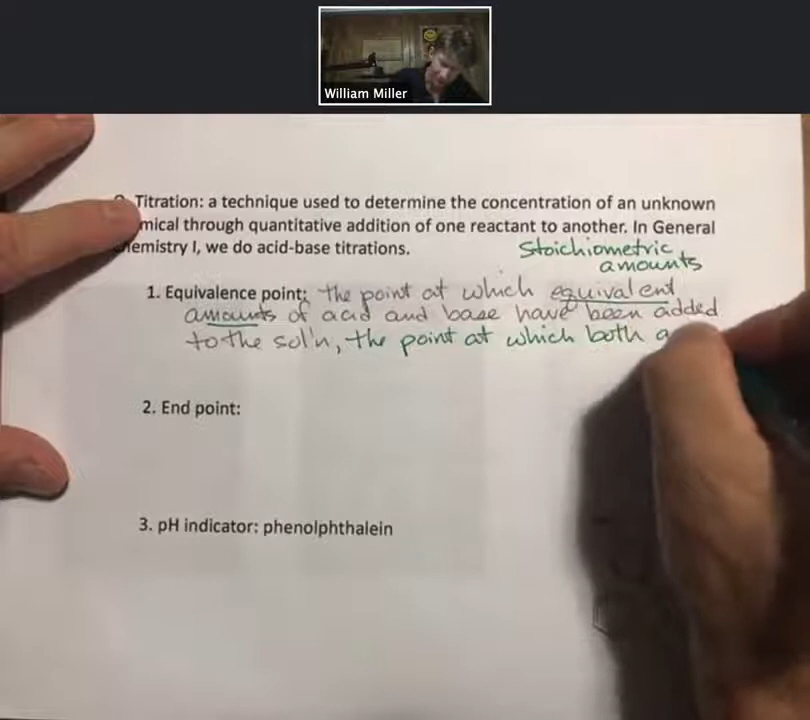 William Miller
Titration: a technique used to determine the concentration of an unknown
mical through quantitative addition of one reactant to another. In General
emistry I, we do acid-base titrations.
Stoichiometric
amounts
1. Equivalence point: the point at which equivalent
amounts of acid and base have been added
to the sol'n, the point at which both a
2. End point:
3. pH indicator: phenolphthalein